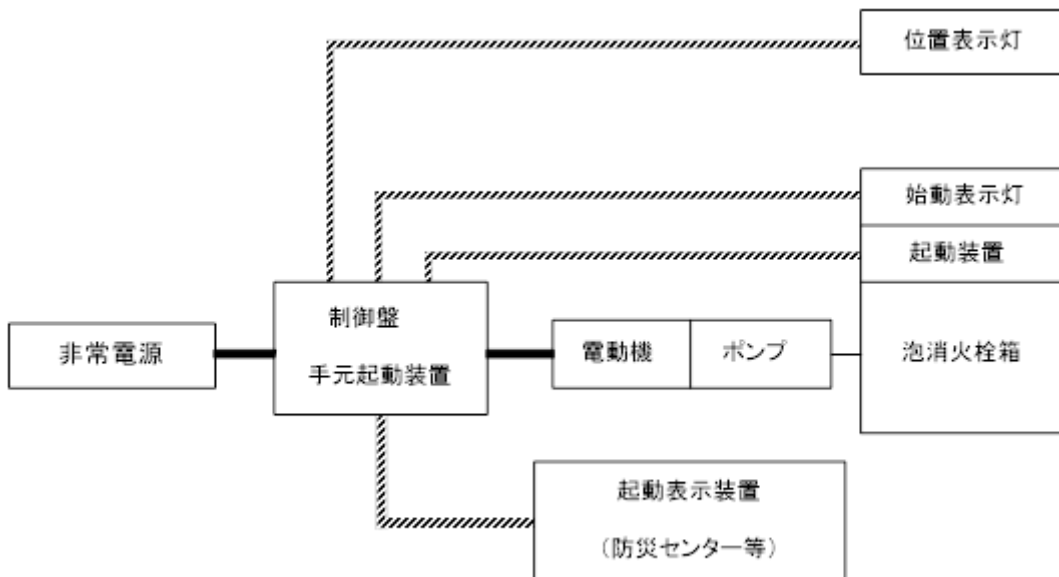 位置表示灯
始動表示灯
起動装置
制御盤
手元起動装置
非常電源
電動機
ポンプ
泡消火栓箱
起動表示装置
(防災センター等)